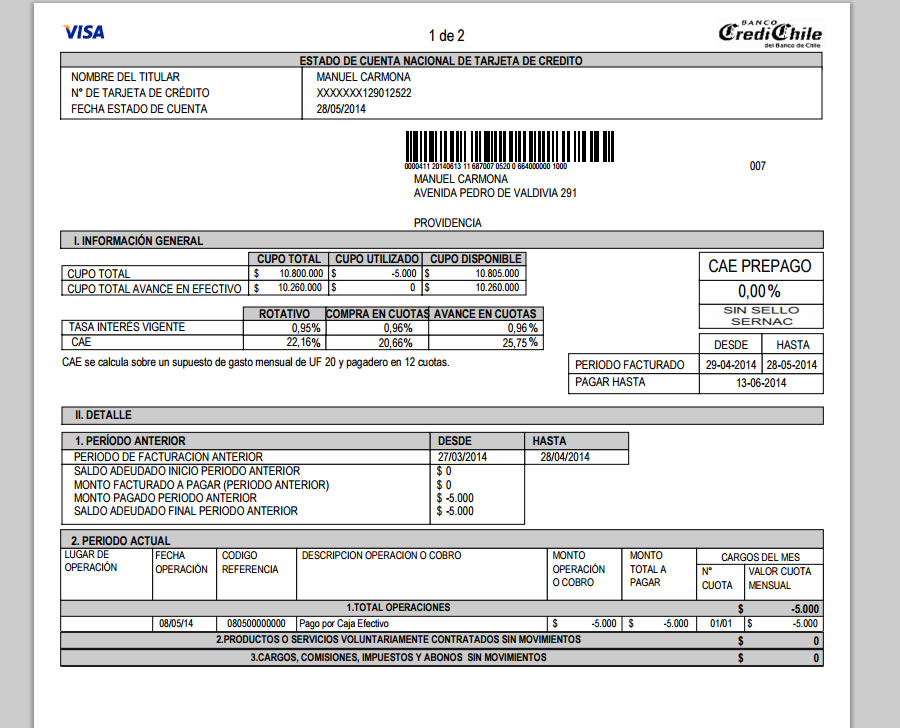 VISA
1 de 2
BANCO
CrediChile
del Banco de Chile
ESTADO DE CUENTA NACIONAL DE TARJETA DE CREDITO
NOMBRE DEL TITULAR MANUEL CARMONA
N° DE TARJETA DE CRÉDITO XXXXXXX129012522
FECHA ESTADO DE CUENTA 28/05/2014
0000411 20140613 11 687007 0520 0 664000000 1000
007
MANUEL CARMONA
AVENIDA PEDRO DE VALDIVIA 291
PROVIDENCIA
I. INFORMACIÓN GENERAL
CUPO TOTAL CUPO UTILIZADO CUPO DISPONIBLE
CUPO TOTAL $ 10.800.000 $ -5.000 $ 10.805.000
CUPO TOTAL AVANCE EN EFECTIVO $ 10.260.000 $ 0 $ 10.260.000
CAE PREPAGO
0,00%
SIN SELLO
SERNAC
ROTATIVO COMPRA EN CUOTAS AVANCE EN CUOTAS
TASA INTERÉS VIGENTE 0,95% 0,96% 0,96 %
CAE 22,16% 20,66% 25,75 %
CAE se calcula sobre un supuesto de gasto mensual de UF 20 y pagadero en 12 cuotas.
DESDE HASTA
PERIODO FACTURADO 29-04-2014 28-05-2014
PAGAR HASTA 13-06-2014
II. DETALLE
1. PERÍODO ANTERIOR DESDE HASTA
PERIODO DE FACTURACION ANTERIOR 27/03/2014 28/04/2014
SALDO ADEUDADO INICIO PERIODO ANTERIOR $ 0
MONTO FACTURADO A PAGAR (PERIODO ANTERIOR) $ 0
MONTO PAGADO PERIODO ANTERIOR $ -5.000
SALDO ADEUDADO FINAL PERIODO ANTERIOR $ -5.000
2. PERIODO ACTUAL
LUGAR DE OPERACIÓN FECHA OPERACIÓN CODIGO REFERENCIA DESCRIPCION OPERACION O COBRO MONTO OPERACIÓN O COBRO MONTO TOTAL A PAGAR CARGOS DEL MES
N° CUOTA VALOR CUOTA MENSUAL
1.TOTAL OPERACIONES $ -5.000
08/05/14 080500000000 Pago por Caja Efectivo $ -5.000 $ -5.000 01/01 $ -5.000
2.PRODUCTOS O SERVICIOS VOLUNTARIAMENTE CONTRATADOS SIN MOVIMIENTOS $ 0
3.CARGOS, COMISIONES, IMPUESTOS Y ABONOS SIN MOVIMIENTOS $ 0